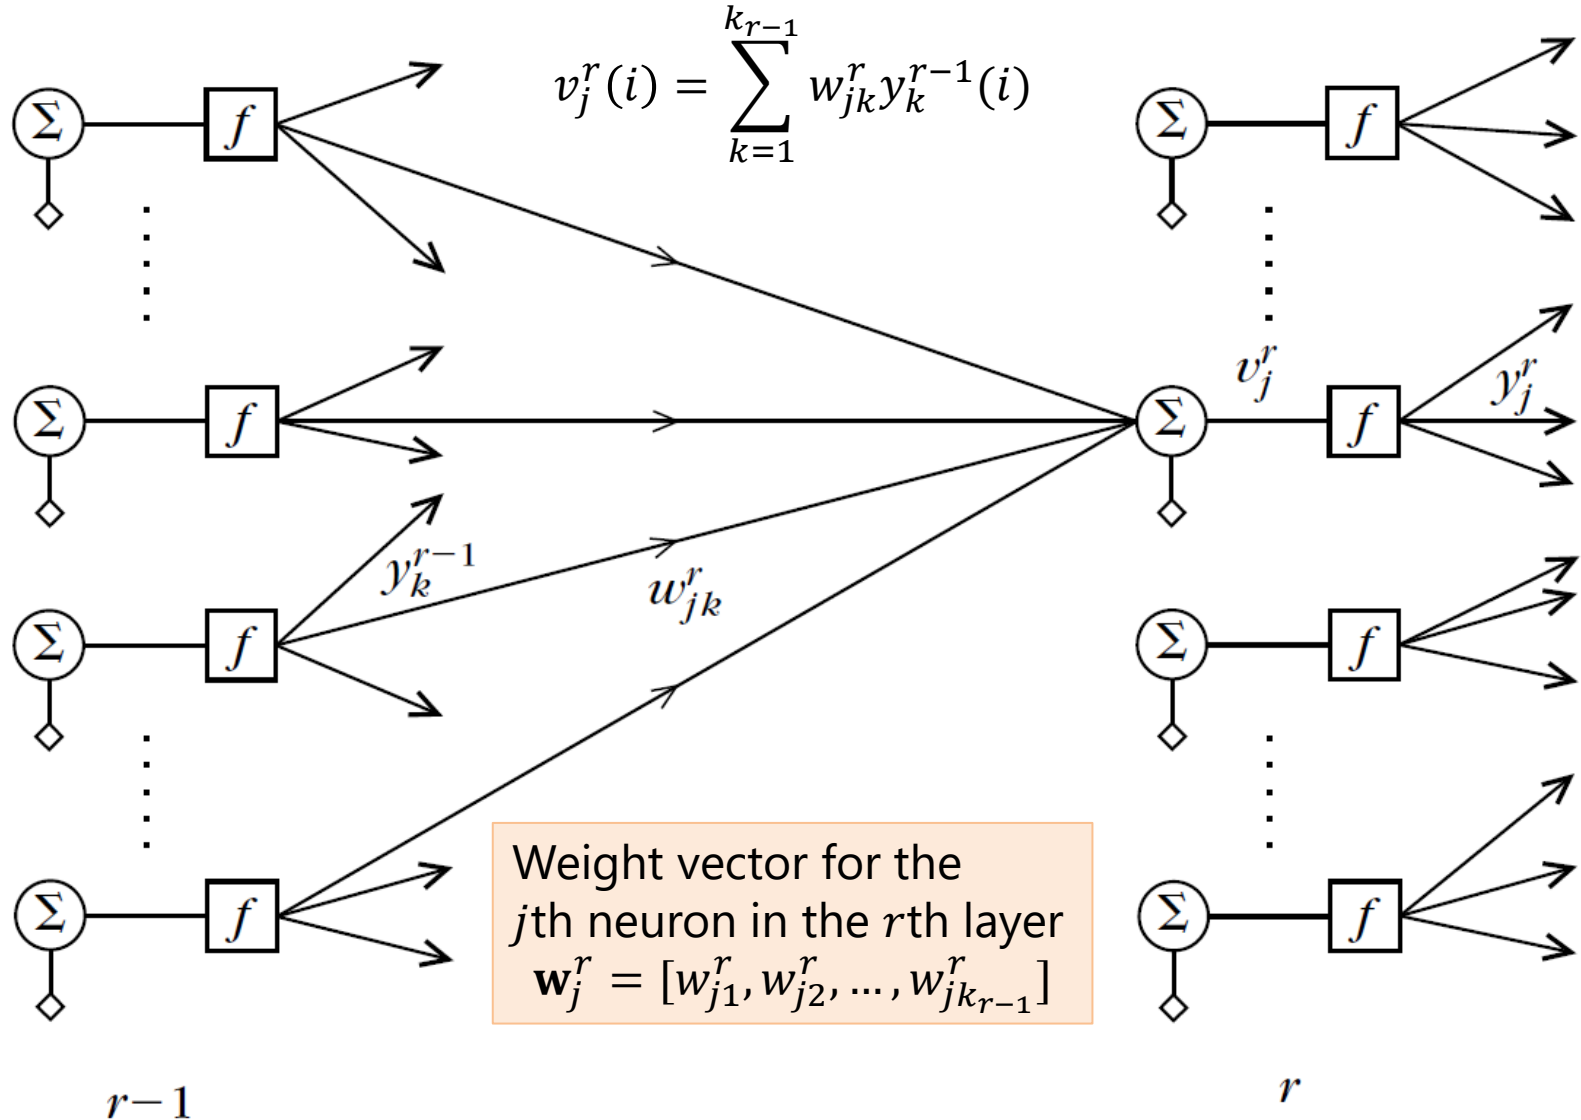 v_j^r(i) = \sum_{k=1}^{k_{r-1}} w_{jk}^r y_k^{r-1}(i)
Σ f Σ f
v_j^r y_j^r
Σ f Σ f
y_k^{r-1} w_{jk}^r
Σ f Σ f
Weight vector for the
jth neuron in the rth layer
𝐰_j^r = [w_{j1}^r, w_{j2}^r, …, w_{jk_{r-1}}^r]
Σ f Σ f
r−1 r